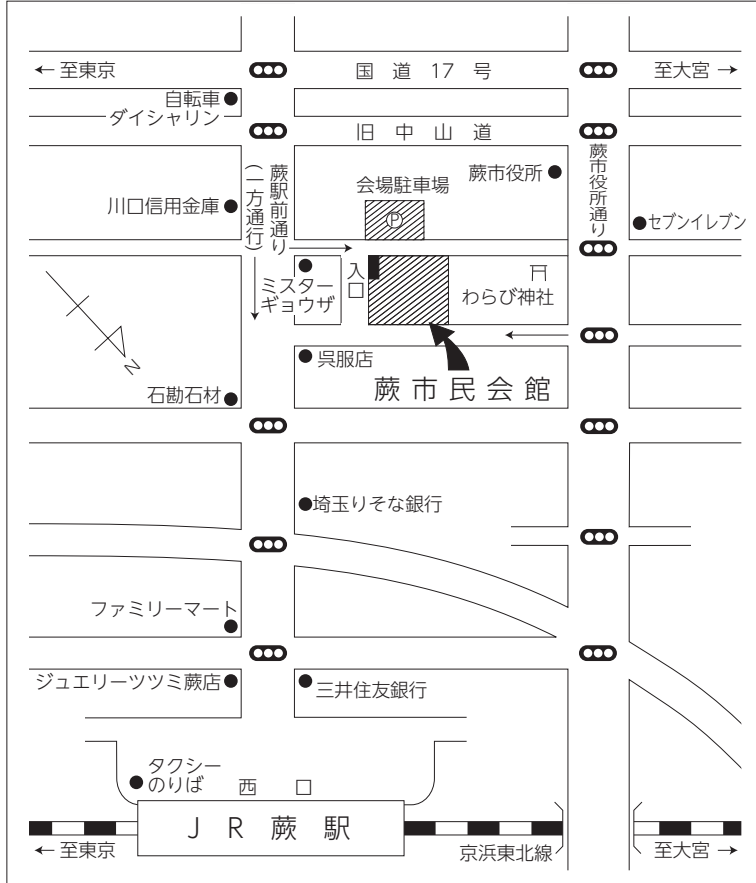 ← 至東京
国道17号
至大宮 →
自転車
ダイシャリン
旧中山道
蕨市役所
蕨市役所通り
会場駐車場
P
川口信用金庫
蕨駅前通り
(一方通行)
セブンイレブン
入口
ミスター
ギョウザ
わらび神社
呉服店
N
石勘石材
蕨市民会館
埼玉りそな銀行
ファミリーマート
ジュエリーツツミ蕨店
三井住友銀行
タクシー
のりば
西口
JR蕨駅
← 至東京
京浜東北線
至大宮 →